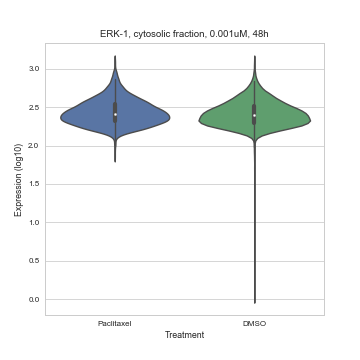 ERK-1, cytosolic fraction, 0.001uM, 48h
3.0
2.5
2.0
1.5
1.0
0.5
0.0
Expression (log10)
Paclitaxel DMSO
Treatment